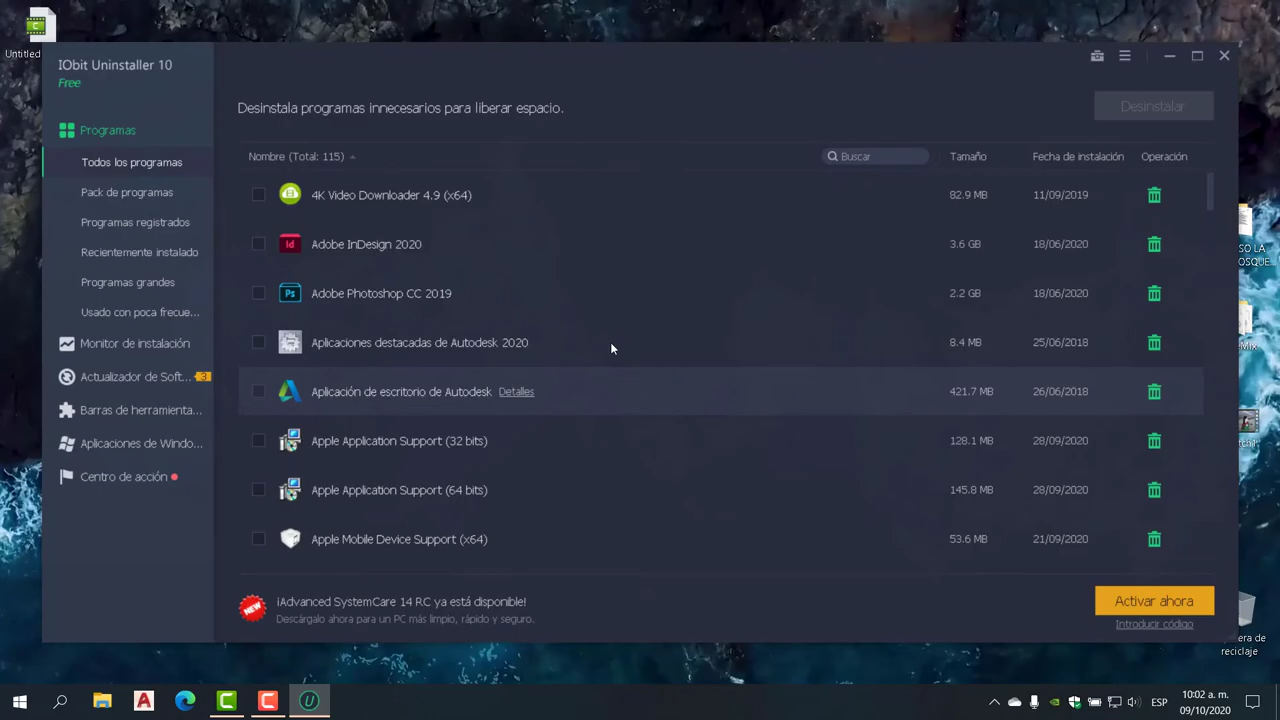 Untitled
IObit Uninstaller 10
Free
Desinstala programas innecesarios para liberar espacio.
Desinstalar
Programas
Todos los programas
Pack de programas
Programas registrados
Recientemente instalado
Programas grandes
Usado con poca frecue...
Monitor de instalación
Actualizador de Soft... 3
Barras de herramienta...
Aplicaciones de Windo...
Centro de acción
Nombre (Total: 115) Buscar Tamaño Fecha de instalación Operación
4K Video Downloader 4.9 (x64) 82.9 MB 11/09/2019
Id Adobe InDesign 2020 3.6 GB 18/06/2020
Ps Adobe Photoshop CC 2019 2.2 GB 18/06/2020
Aplicaciones destacadas de Autodesk 2020 8.4 MB 25/06/2018
Aplicación de escritorio de Autodesk Detalles 421.7 MB 26/06/2018
Apple Application Support (32 bits) 128.1 MB 28/09/2020
Apple Application Support (64 bits) 145.8 MB 28/09/2020
Apple Mobile Device Support (x64) 53.6 MB 21/09/2020
NEW
¡Advanced SystemCare 14 RC ya está disponible!
Descárgalo ahora para un PC más limpio, rápido y seguro.
Activar ahora
Introducir código
reciclaje
ESP
10:02 a. m.
09/10/2020